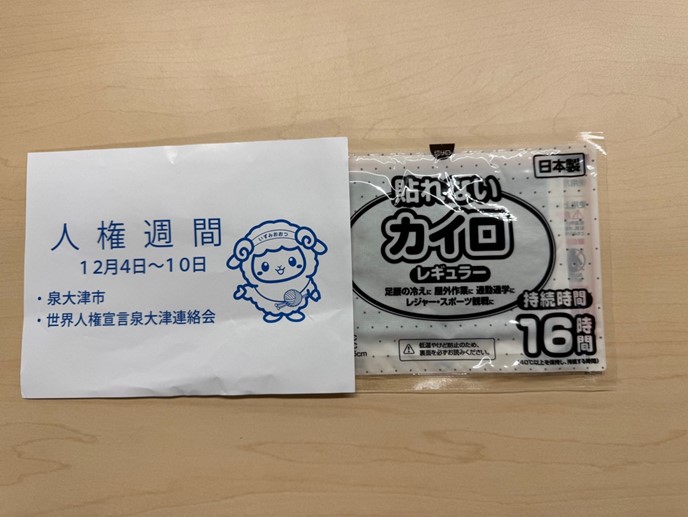 人権週間
12月4日～10日
いずみおおつ
・泉大津市
・世界人権宣言泉大津連絡会
日本製
貼れない
カイロ
レギュラー
足腰の冷えに 屋外作業に 通勤通学に
レジャー・スポーツ観戦に
持続時間
16時間
低温やけど防止のため、
裏面を必ずお読みください。